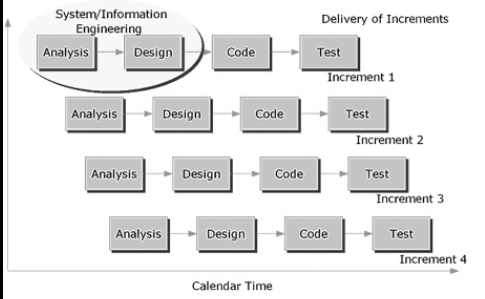 System/Information
Engineering
Delivery of Increments
Analysis Design Code Test
Increment 1
Analysis Design Code Test
Increment 2
Analysis Design Code Test
Increment 3
Analysis Design Code Test
Increment 4
Calendar Time